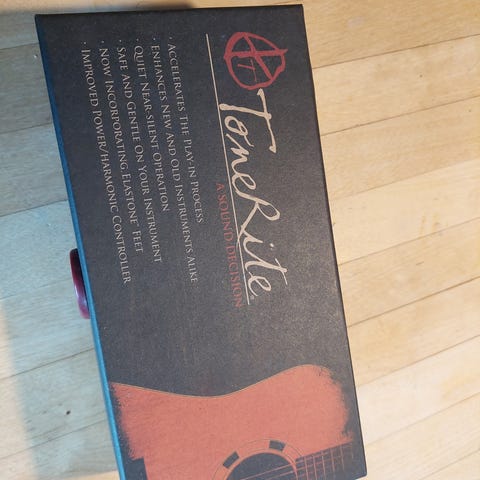 ToneRite
A SOUND DECISION
· ACCELERATES THE PLAY-IN PROCESS
· ENHANCES NEW AND OLD INSTRUMENTS ALIKE
· QUIET NEAR-SILENT OPERATION
· SAFE AND GENTLE ON YOUR INSTRUMENT
· NOW INCORPORATING ELASTONE™ FEET
· IMPROVED POWER/HARMONIC CONTROLLER